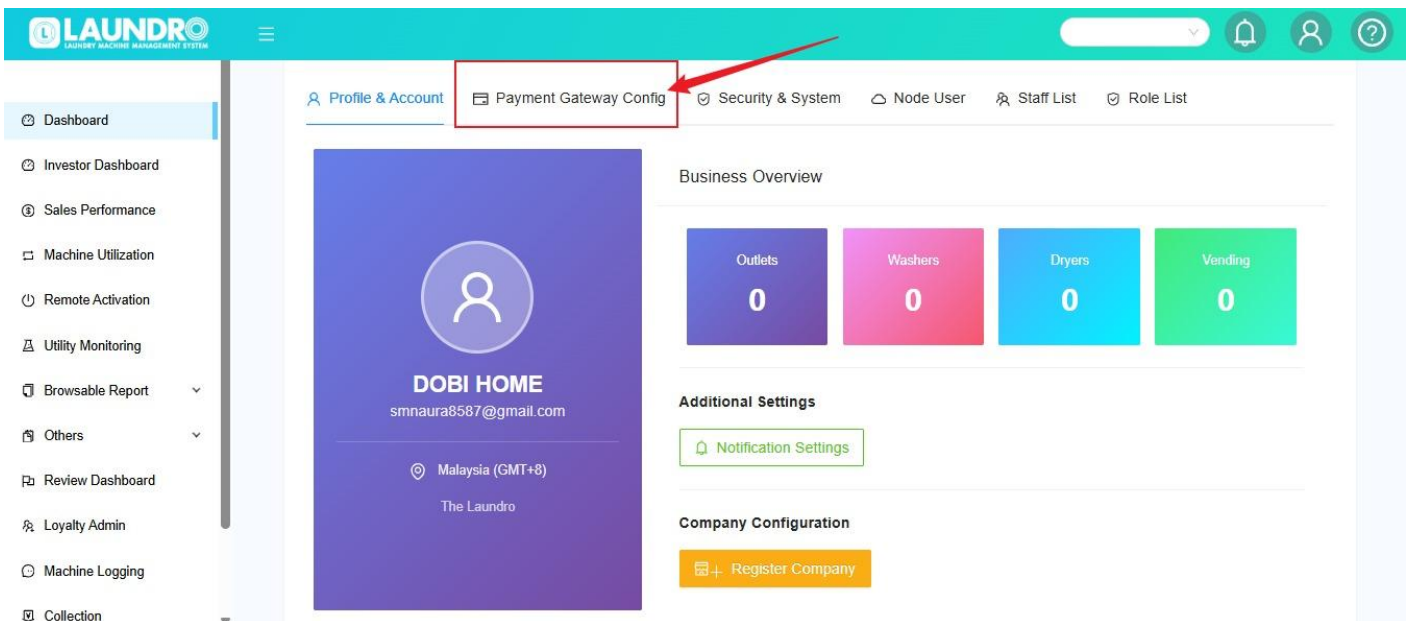 LAUNDRO
LAUNDRY MACHINE MANAGEMENT SYSTEM
Dashboard
Investor Dashboard
Sales Performance
Machine Utilization
Remote Activation
Utility Monitoring
Browsable Report
Others
Review Dashboard
Loyalty Admin
Machine Logging
Collection
Profile & Account
Payment Gateway Config
Security & System
Node User
Staff List
Role List
DOBI HOME
smnaura8587@gmail.com
Malaysia (GMT+8)
The Laundro
Business Overview
Outlets
0
Washers
0
Dryers
0
Vending
0
Additional Settings
Notification Settings
Company Configuration
Register Company